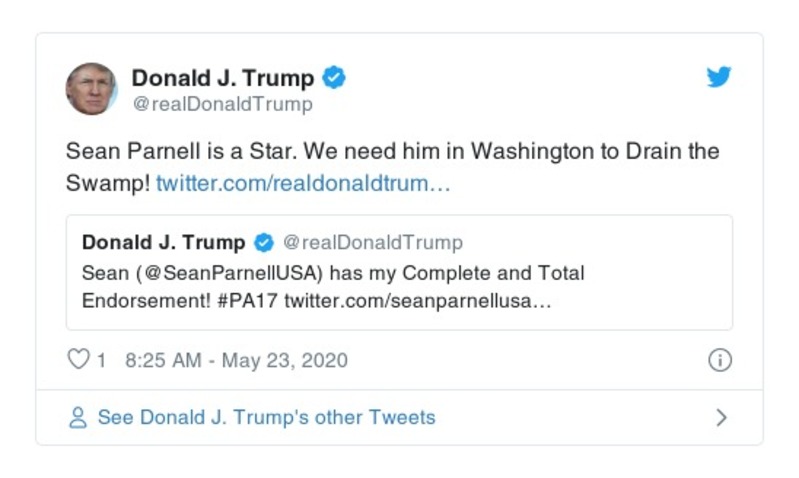 Donald J. Trump
@realDonaldTrump
Sean Parnell is a Star. We need him in Washington to Drain the
Swamp! twitter.com/realdonaldtrum…
Donald J. Trump @realDonaldTrump
Sean (@SeanParnellUSA) has my Complete and Total
Endorsement! #PA17 twitter.com/seanparnellusa…
1 8:25 AM - May 23, 2020
See Donald J. Trump's other Tweets